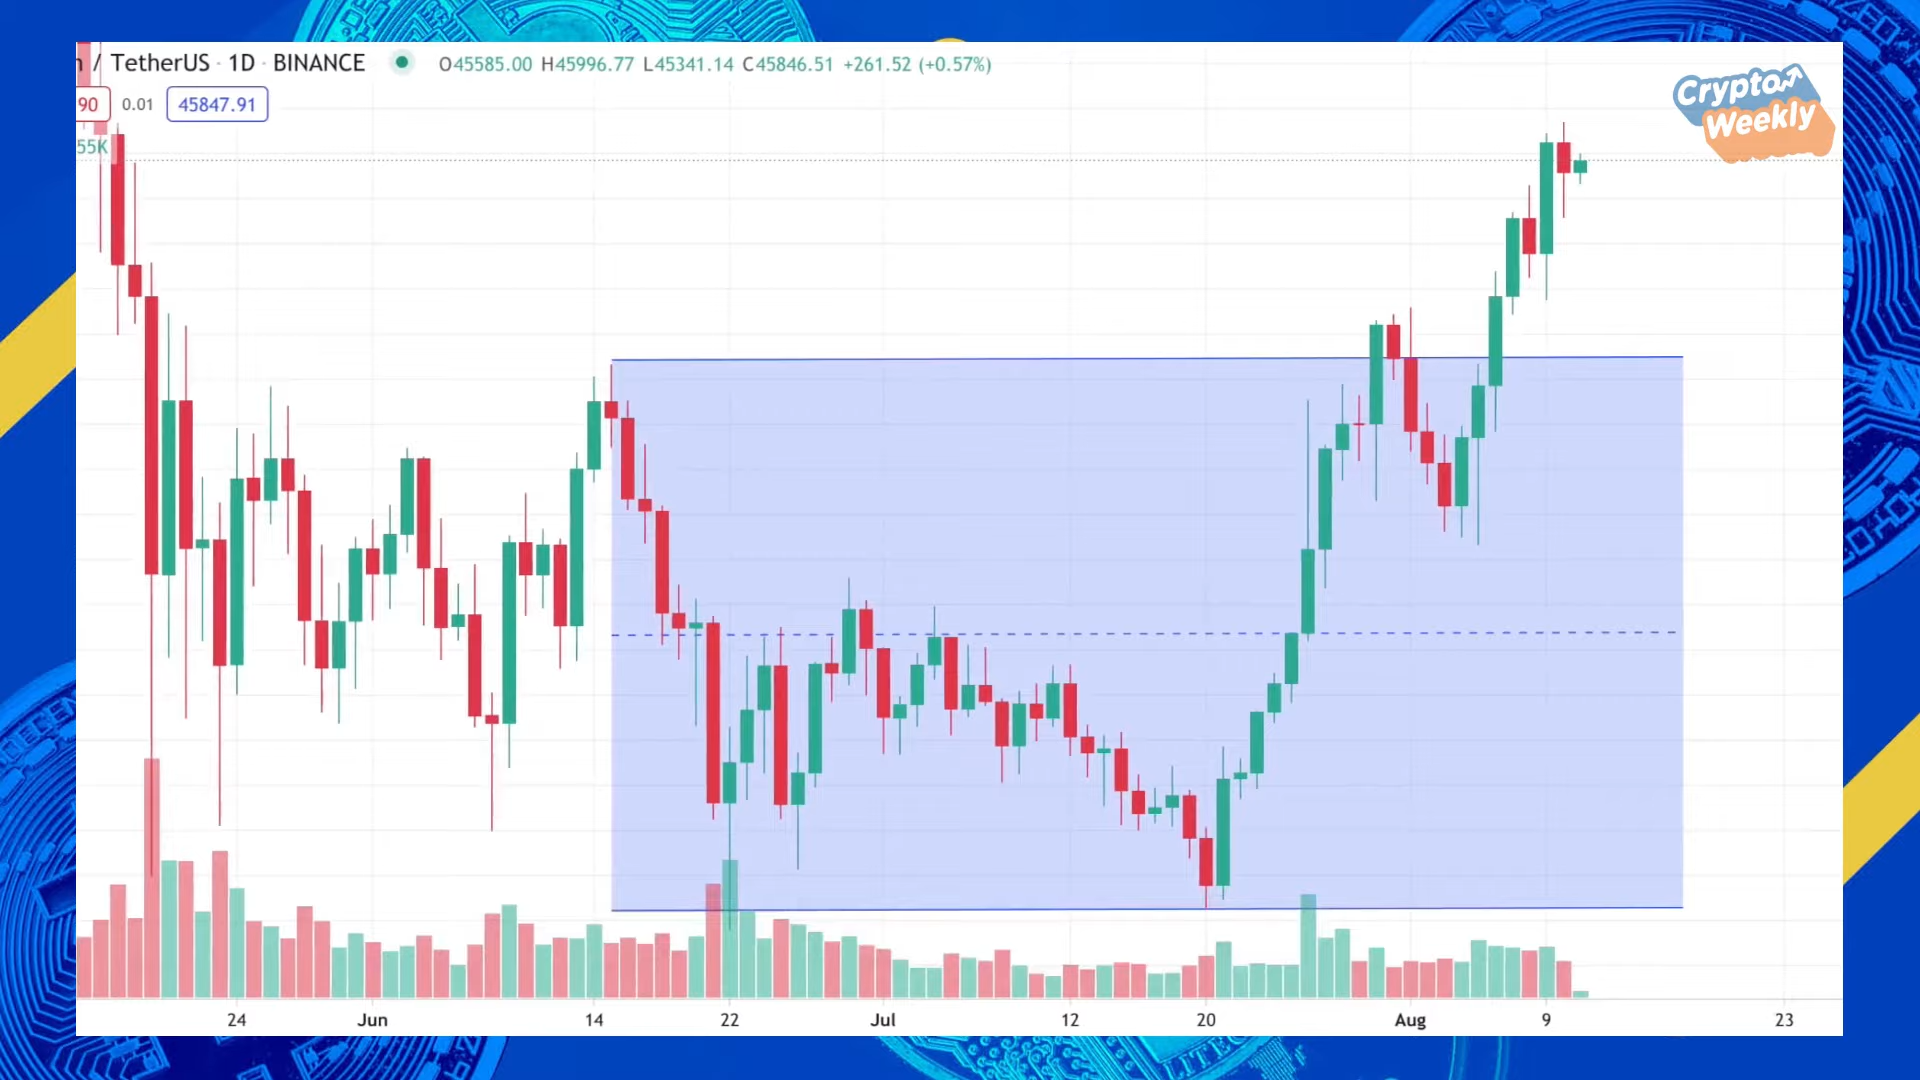 / TetherUS · 1D · BINANCE O45585.00 H45996.77 L45341.14 C45846.51 +261.52 (+0.57%)
90 0.01 45847.91
55K
Crypto
Weekly
24 Jun 14 22 Jul 12 20 Aug 9 23